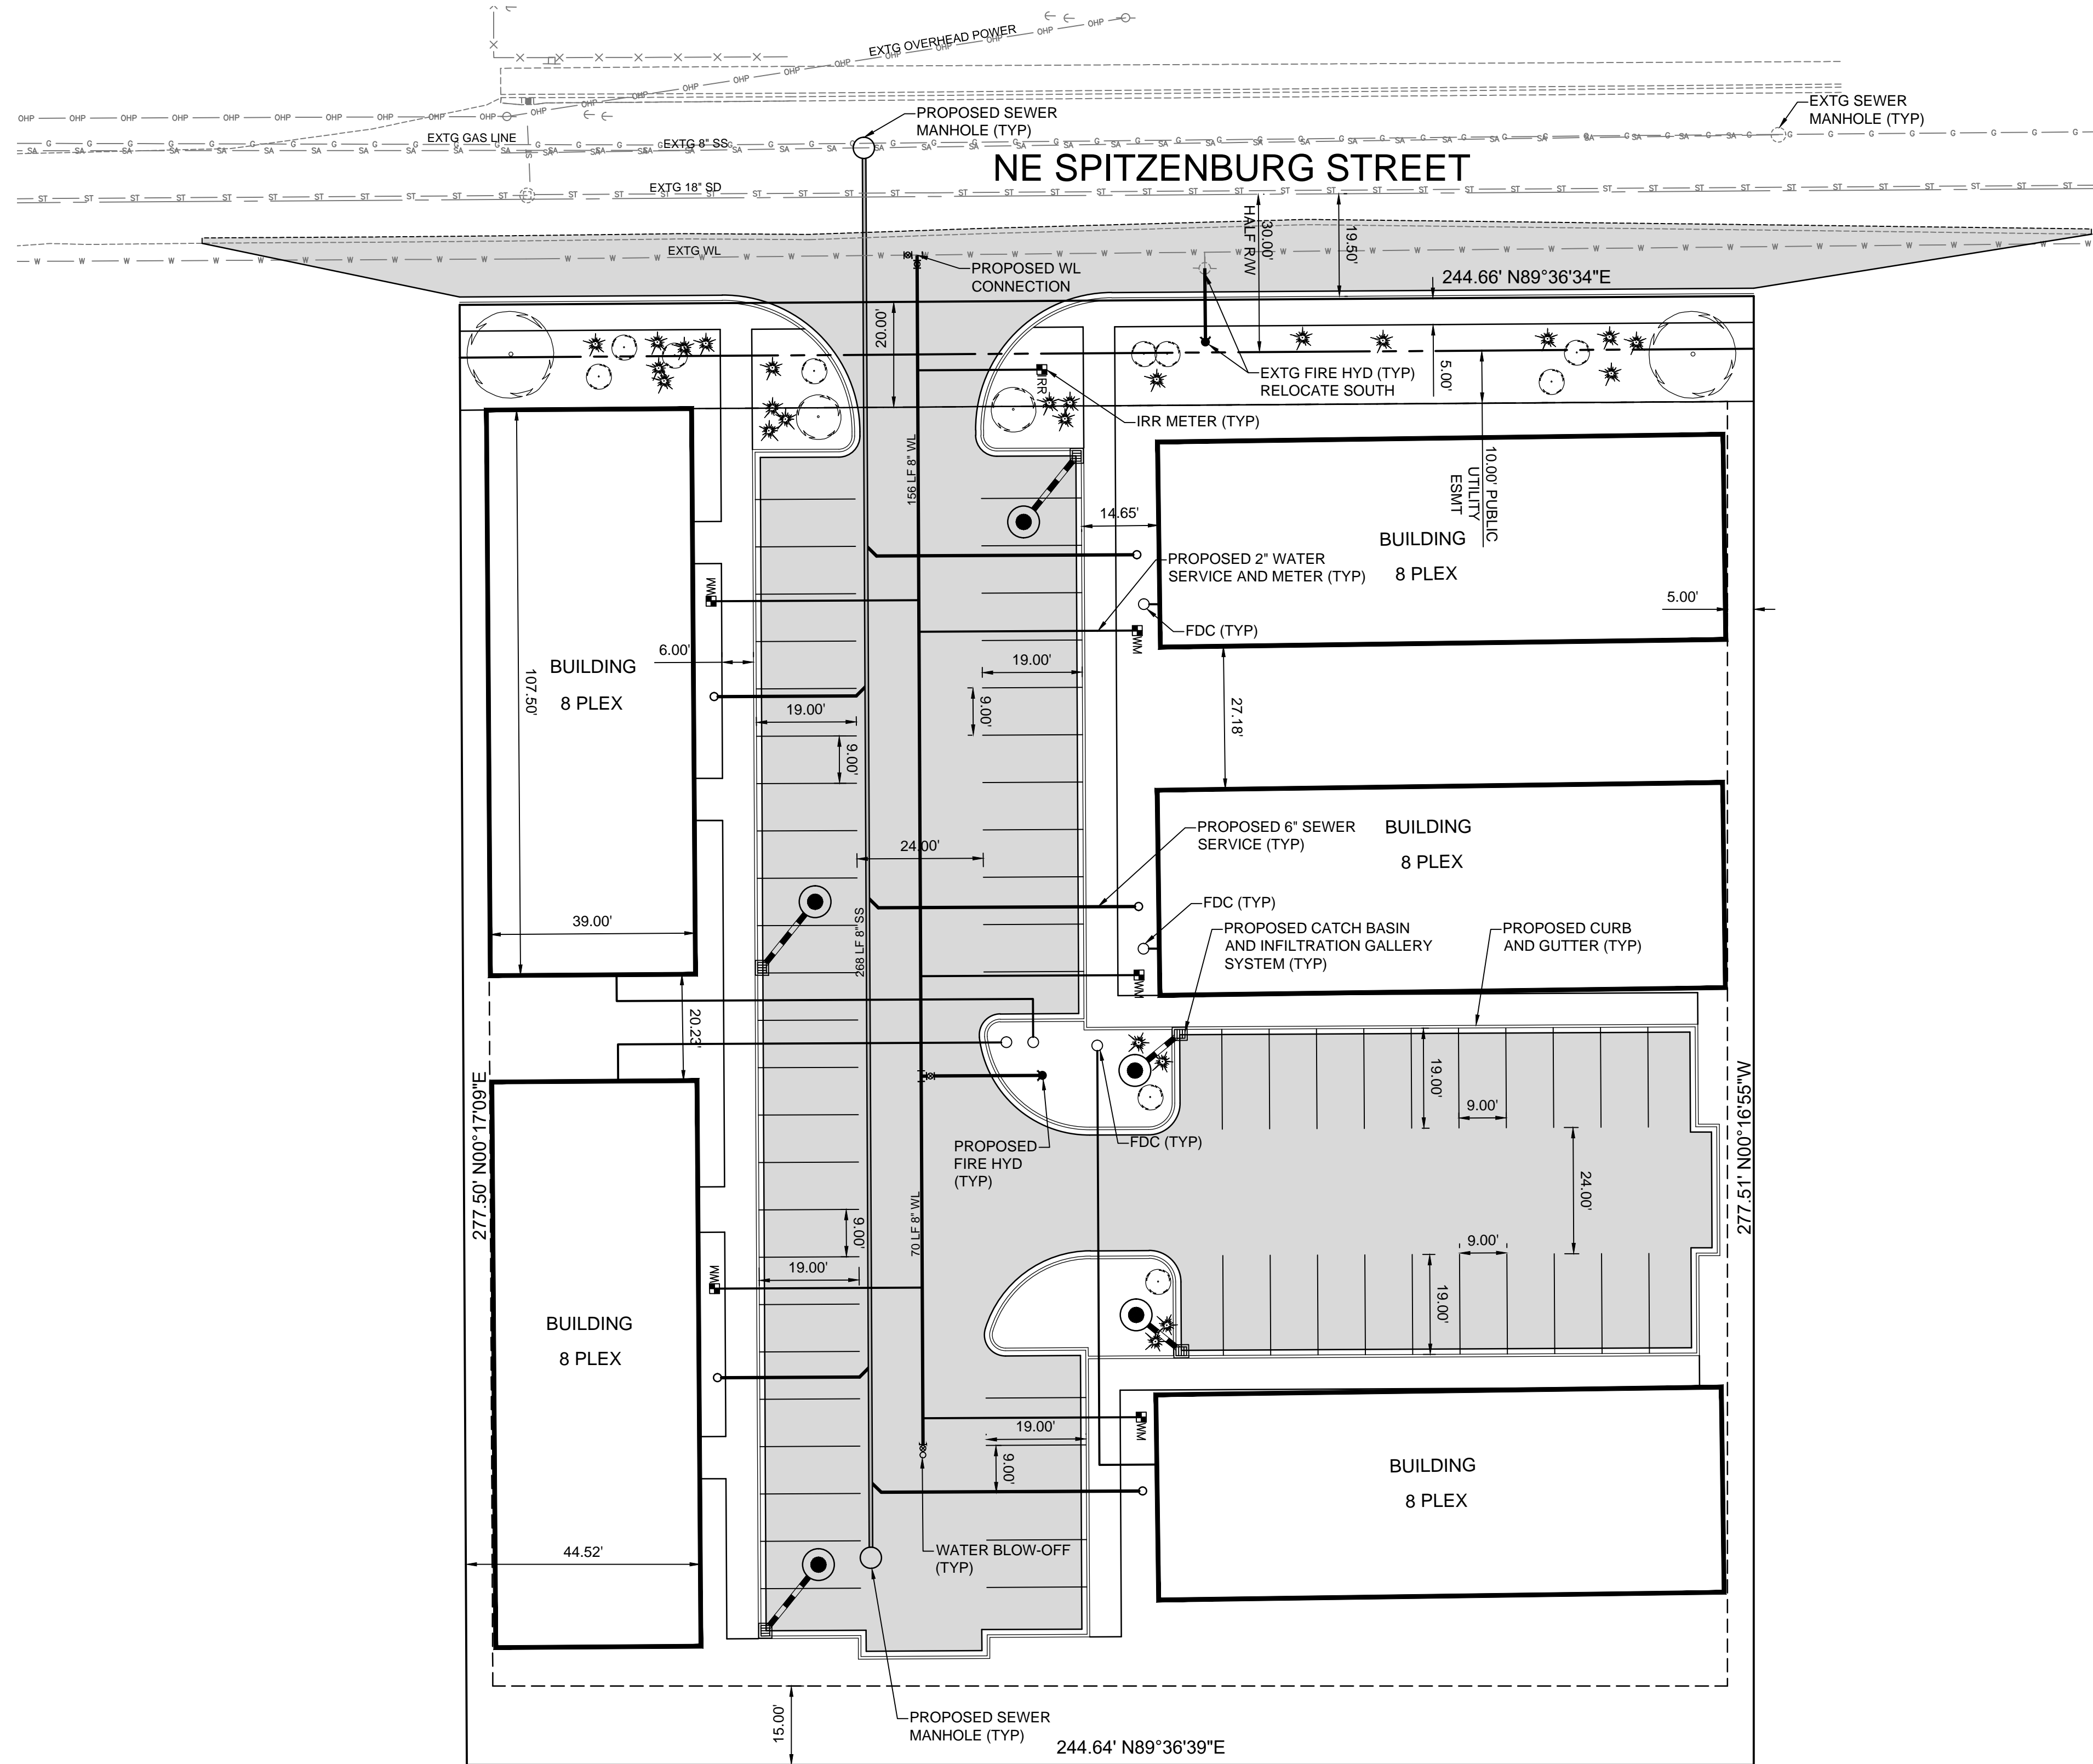 EXTG OVERHEAD POWER
OHP
PROPOSED SEWER
MANHOLE (TYP)
EXTG SEWER
MANHOLE (TYP)
EXTG GAS LINE
EXTG 8" SS
NE SPITZENBURG STREET
EXTG 18" SD
EXTG WL
30.00'
HALF R/W
19.50'
PROPOSED WL
CONNECTION
244.66' N89°36'34"E
20.00'
5.00'
EXTG FIRE HYD (TYP)
RELOCATE SOUTH
IRR
IRR METER (TYP)
10.00' PUBLIC
UTILITY
ESMT
156 LF 8" WL
14.65'
BUILDING
8 PLEX
PROPOSED 2" WATER
SERVICE AND METER (TYP)
5.00'
WM
FDC (TYP)
WM
6.00'
BUILDING
8 PLEX
107.50'
19.00'
9.00'
19.00'
9.00'
27.18'
24.00'
PROPOSED 6" SEWER
SERVICE (TYP)
BUILDING
8 PLEX
39.00'
268 LF 8" SS
FDC (TYP)
PROPOSED CATCH BASIN
AND INFILTRATION GALLERY
SYSTEM (TYP)
PROPOSED CURB
AND GUTTER (TYP)
WM
20.23'
277.50' N00°17'09"E
277.51' N00°16'55"W
19.00'
9.00'
PROPOSED
FIRE HYD
(TYP)
FDC (TYP)
24.00'
70 LF 8" WL
9.00'
19.00'
9.00'
19.00'
WM
BUILDING
8 PLEX
19.00'
9.00'
WM
BUILDING
8 PLEX
44.52'
WATER BLOW-OFF
(TYP)
15.00'
PROPOSED SEWER
MANHOLE (TYP)
244.64' N89°36'39"E